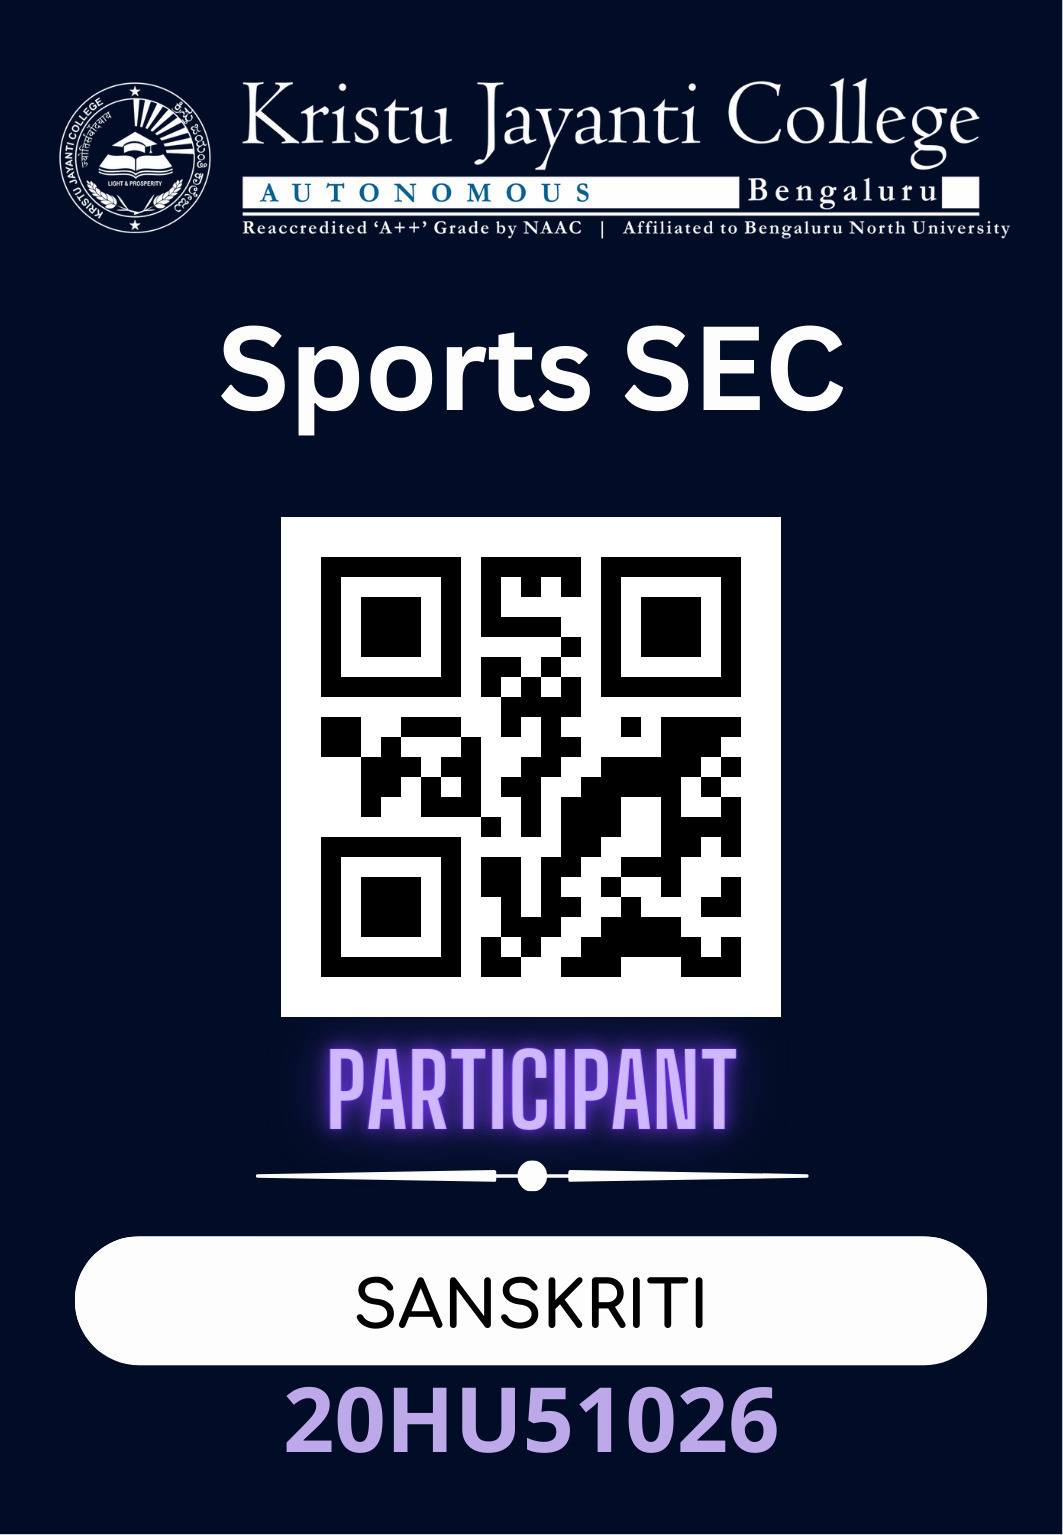 KRISTU JAYANTI COLLEGE
LIGHT & PROSPERITY
Kristu Jayanti College
AUTONOMOUS Bengaluru
Reaccredited ‘A++’ Grade by NAAC | Affiliated to Bengaluru North University
Sports SEC
PARTICIPANT
SANSKRITI
20HU51026